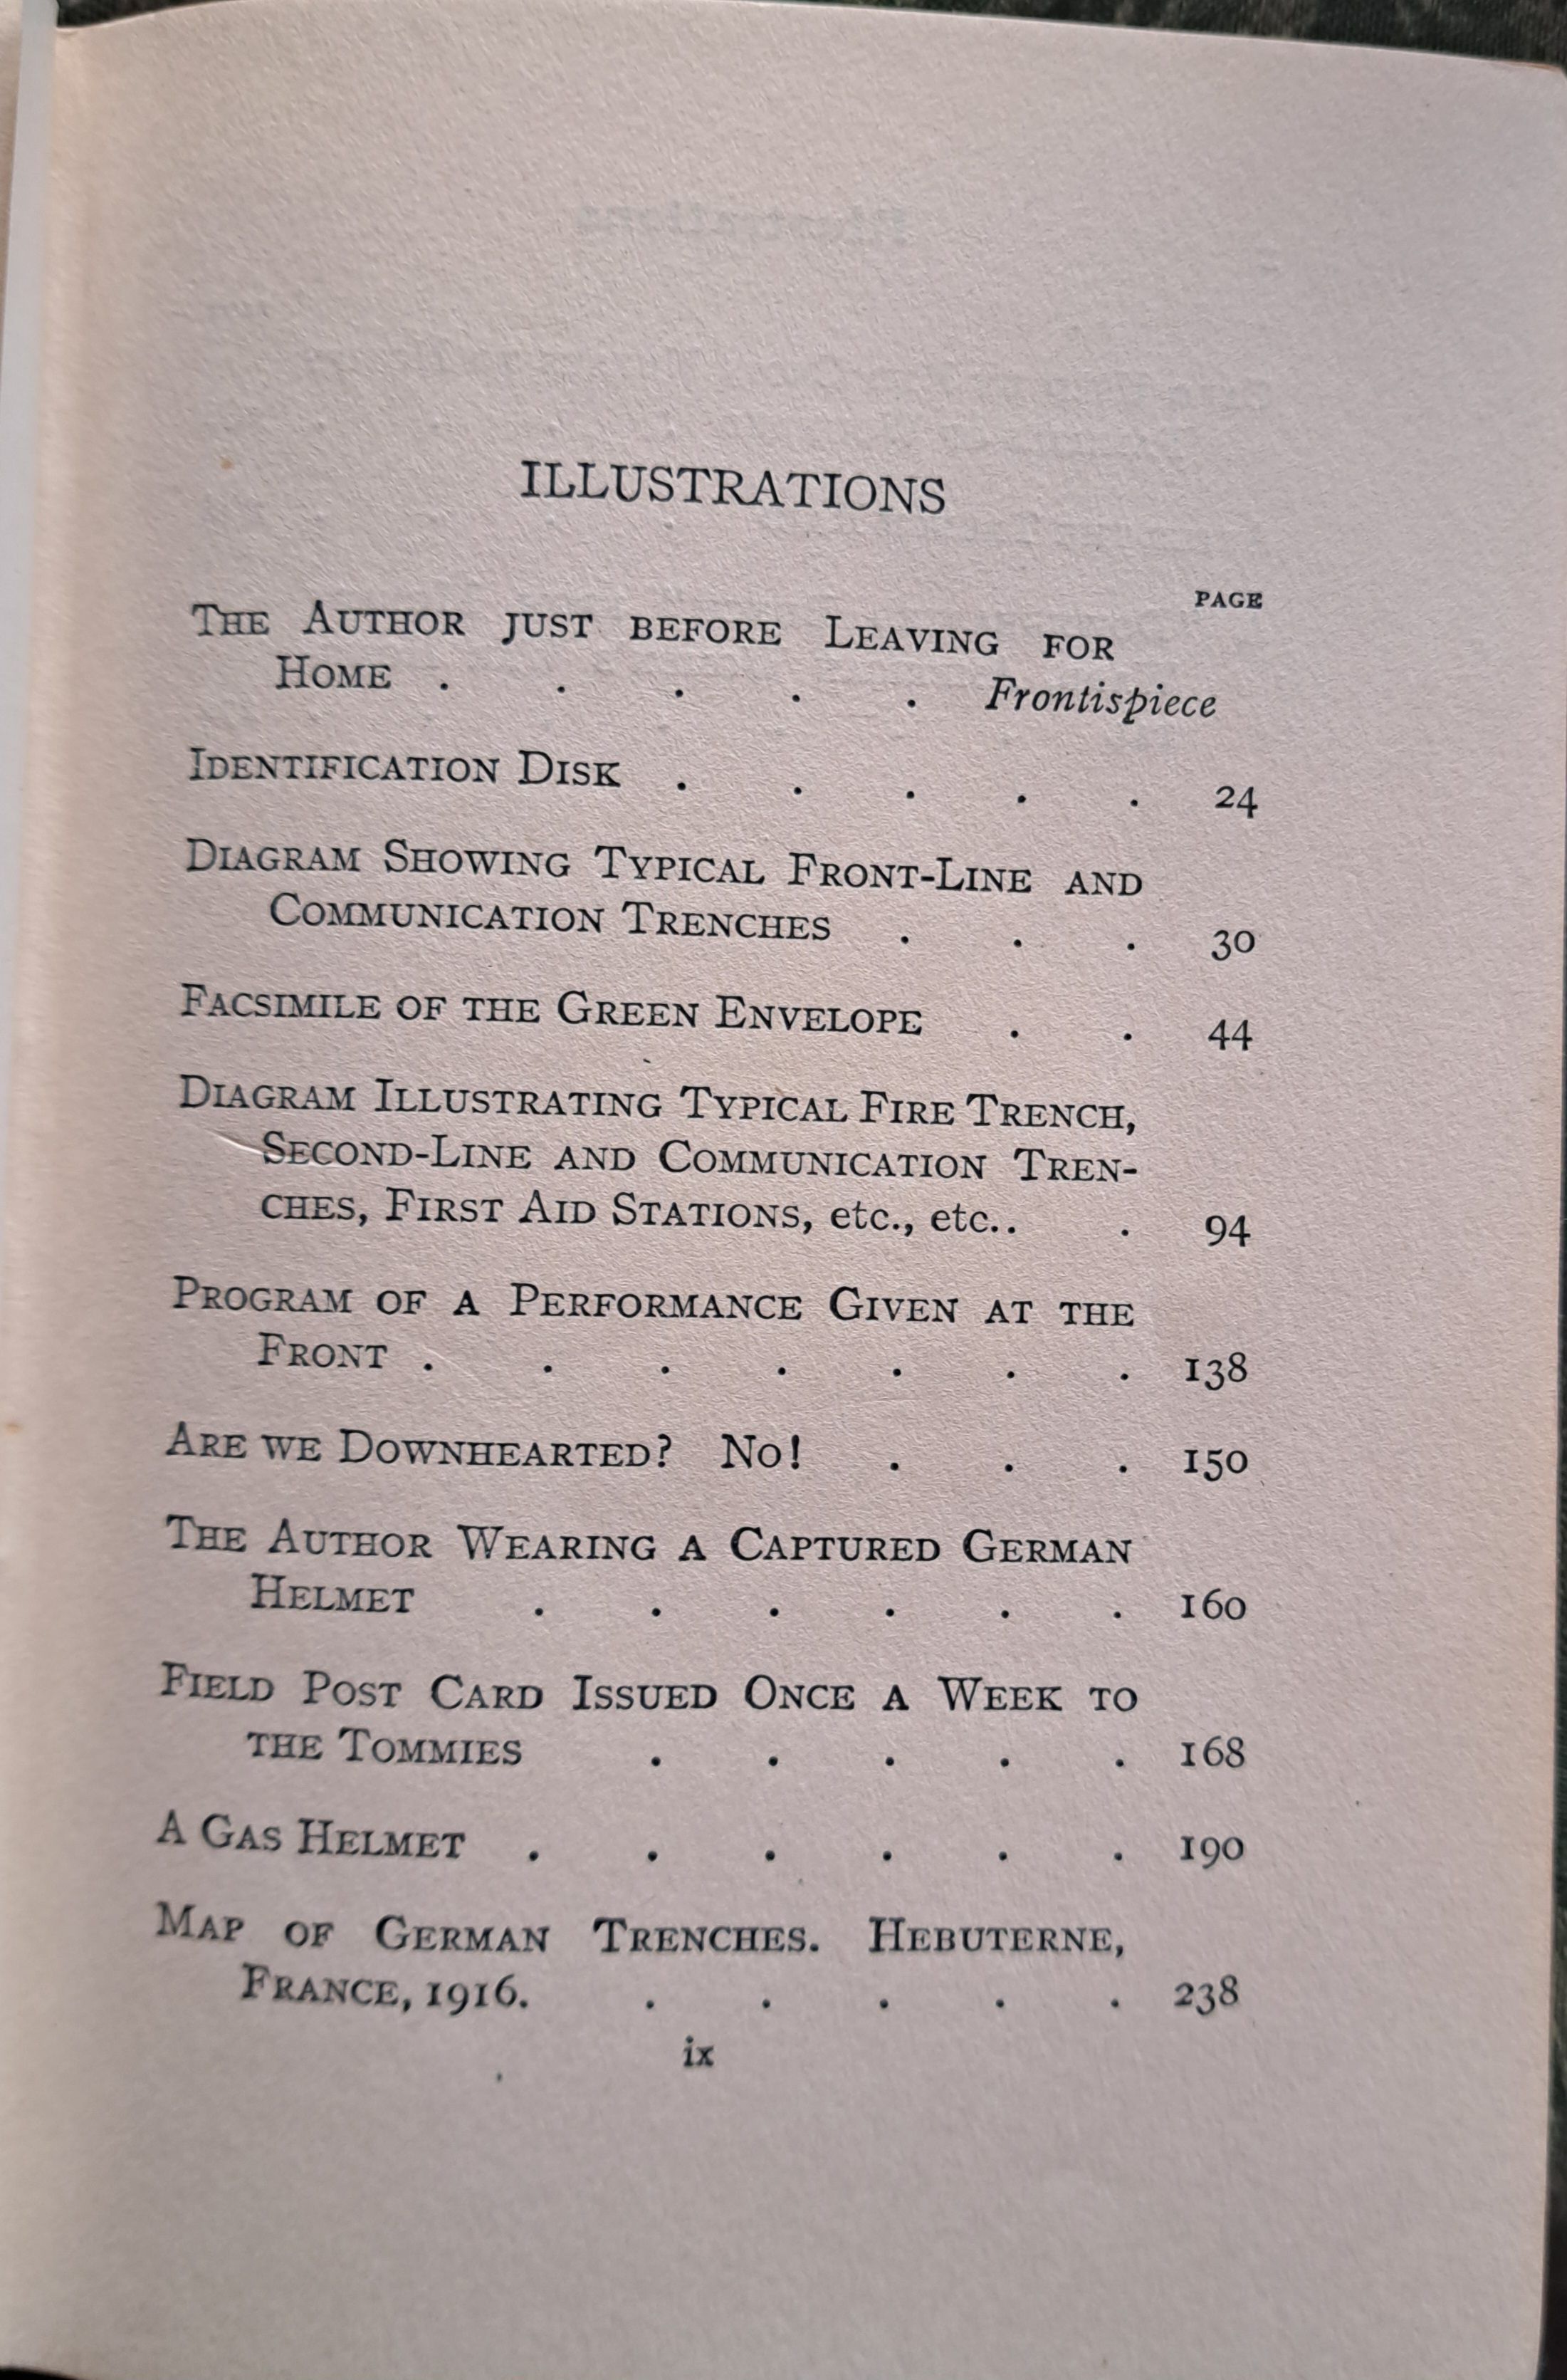 ILLUSTRATIONS
PAGE
THE AUTHOR JUST BEFORE LEAVING FOR
HOME . . . . . Frontispiece
IDENTIFICATION DISK . . . . . 24
DIAGRAM SHOWING TYPICAL FRONT-LINE AND
COMMUNICATION TRENCHES . . . 30
FACSIMILE OF THE GREEN ENVELOPE . . 44
DIAGRAM ILLUSTRATING TYPICAL FIRE TRENCH,
SECOND-LINE AND COMMUNICATION TREN-
CHES, FIRST AID STATIONS, etc., etc.. . 94
PROGRAM OF A PERFORMANCE GIVEN AT THE
FRONT . . . . . . . 138
ARE WE DOWNHEARTED? NO! . . . 150
THE AUTHOR WEARING A CAPTURED GERMAN
HELMET . . . . . . 160
FIELD POST CARD ISSUED ONCE A WEEK TO
THE TOMMIES . . . . . 168
A GAS HELMET . . . . . . 190
MAP OF GERMAN TRENCHES. HEBUTERNE,
FRANCE, 1916. . . . . . 238
ix